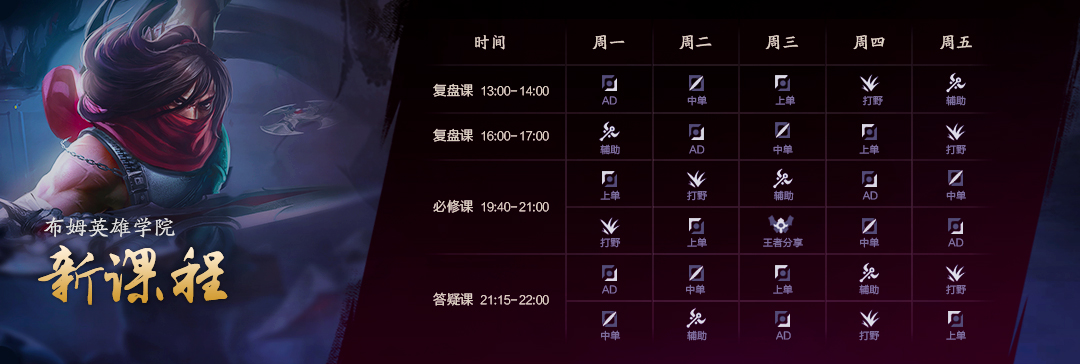 布姆英雄学院
新课程
时间 周一 周二 周三 周四 周五
复盘课 13:00-14:00 AD 中单 上单 打野 辅助
复盘课 16:00-17:00 辅助 AD 中单 上单 打野
必修课 19:40-21:00
上单 打野 辅助 AD 中单
打野 上单 王者分享 中单 AD
答疑课 21:15-22:00
AD 中单 上单 辅助 打野
中单 辅助 AD 打野 上单